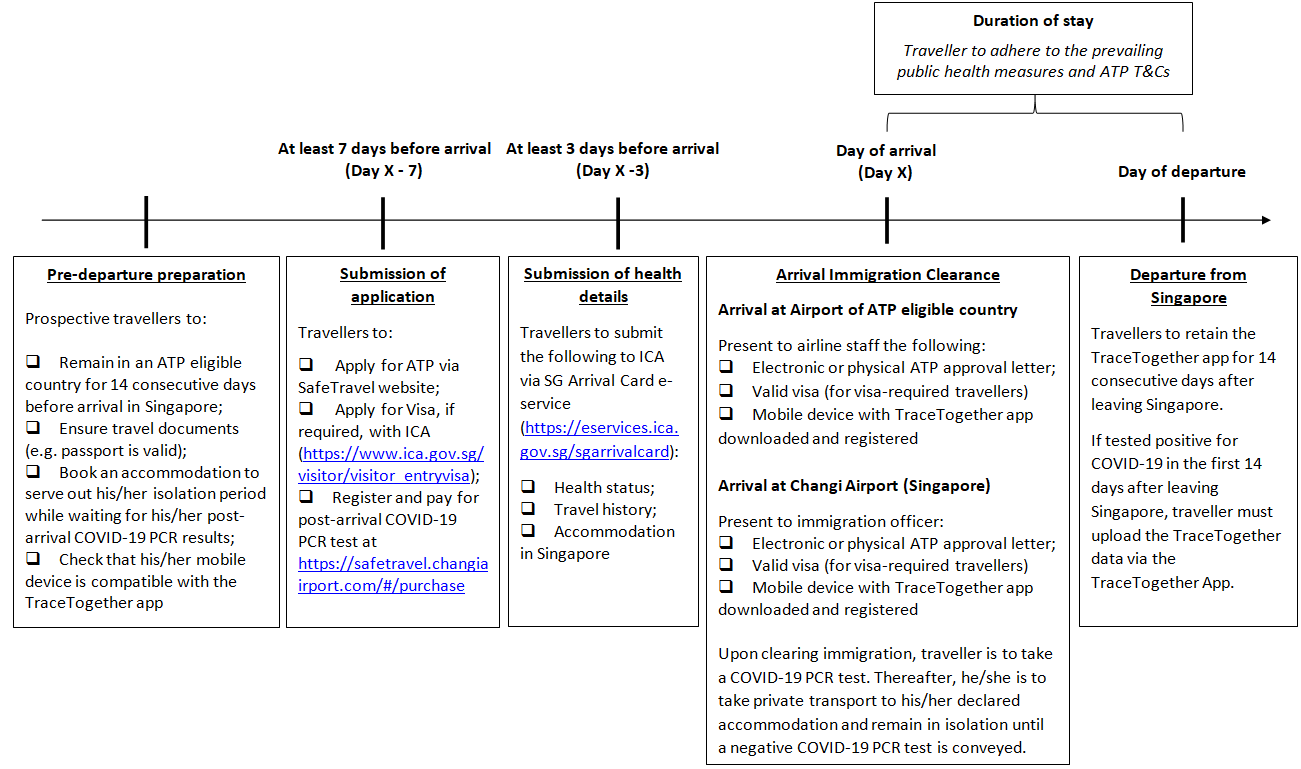 Duration of stay
Traveller to adhere to the prevailing
public health measures and ATP T&Cs
At least 7 days before arrival
(Day X - 7)
At least 3 days before arrival
(Day X -3)
Day of arrival
(Day X)
Day of departure
Pre-departure preparation
Prospective travellers to:
❑ Remain in an ATP eligible
country for 14 consecutive days
before arrival in Singapore;
❑ Ensure travel documents
(e.g. passport is valid);
❑ Book an accommodation to
serve out his/her isolation period
while waiting for his/her post-
arrival COVID-19 PCR results;
❑ Check that his/her mobile
device is compatible with the
TraceTogether app
Submission of
application
Travellers to:
❑ Apply for ATP via
SafeTravel website;
❑ Apply for Visa, if
required, with ICA
(https://www.ica.gov.sg/
visitor/visitor_entryvisa);
❑ Register and pay for
post-arrival COVID-19
PCR test at
https://safetravel.changia
irport.com/#/purchase
Submission of health
details
Travellers to submit
the following to ICA
via SG Arrival Card e-
service
(https://eservices.ica.
gov.sg/sgarrivalcard):
❑ Health status;
❑ Travel history;
❑ Accommodation
in Singapore
Arrival Immigration Clearance
Arrival at Airport of ATP eligible country
Present to airline staff the following:
❑ Electronic or physical ATP approval letter;
❑ Valid visa (for visa-required travellers)
❑ Mobile device with TraceTogether app
downloaded and registered
Arrival at Changi Airport (Singapore)
Present to immigration officer:
❑ Electronic or physical ATP approval letter;
❑ Valid visa (for visa-required travellers)
❑ Mobile device with TraceTogether app
downloaded and registered
Upon clearing immigration, traveller is to take
a COVID-19 PCR test. Thereafter, he/she is to
take private transport to his/her declared
accommodation and remain in isolation until
a negative COVID-19 PCR test is conveyed.
Departure from
Singapore
Travellers to retain the
TraceTogether app for 14
consecutive days after
leaving Singapore.
If tested positive for
COVID-19 in the first 14
days after leaving
Singapore, traveller must
upload the TraceTogether
data via the
TraceTogether App.